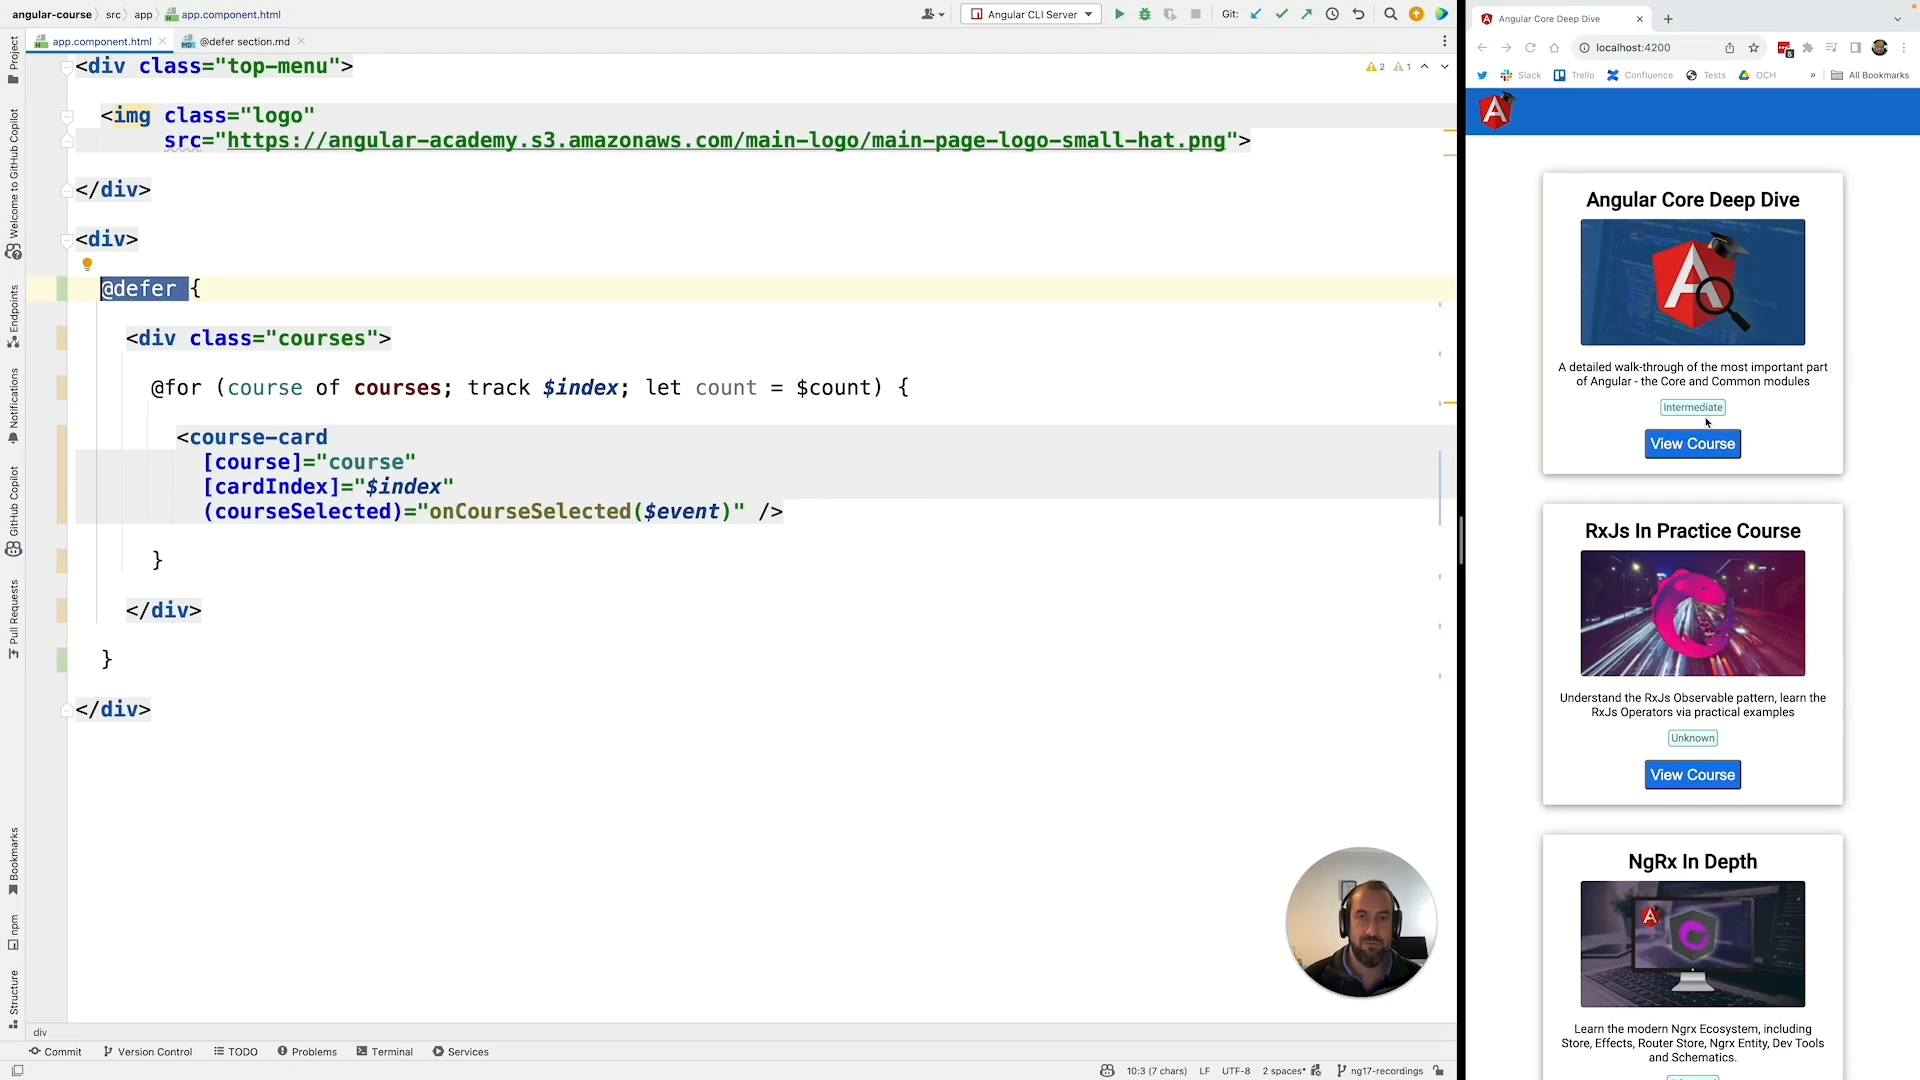 angular-course src app app.component.html
Angular CLI Server
Git:
app.component.html
@defer section.md
Project
Welcome to GitHub Copilot
Endpoints
Notifications
GitHub Copilot
Pull Requests
Bookmarks
npm
Structure
2 1
<div class="top-menu">
<img class="logo"
src="https://angular-academy.s3.amazonaws.com/main-logo/main-page-logo-small-hat.png">
</div>
<div>
@defer {
<div class="courses">
@for (course of courses; track $index; let count = $count) {
<course-card
[course]="course"
[cardIndex]="$index"
(courseSelected)="onCourseSelected($event)" />
}
</div>
}
</div>
div
Commit Version Control TODO Problems Terminal Services
10:3 (7 chars) LF UTF-8 2 spaces* ng17-recordings
Angular Core Deep Dive
localhost:4200
Slack Trello Confluence Tests OCH » All Bookmarks
Angular Core Deep Dive
A detailed walk-through of the most important part
of Angular - the Core and Common modules
Intermediate
View Course
RxJs In Practice Course
Understand the RxJs Observable pattern, learn the
RxJs Operators via practical examples
Unknown
View Course
NgRx In Depth
Learn the modern Ngrx Ecosystem, including
Store, Effects, Router Store, Ngrx Entity, Dev Tools
and Schematics.